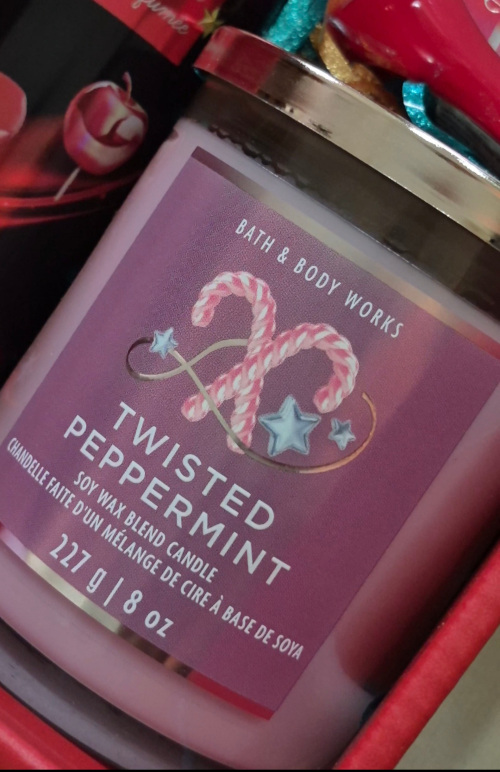 BATH & BODY WORKS
TWISTED
PEPPERMINT
SOY WAX BLEND CANDLE
CHANDELLE FAITE D'UN MÉLANGE DE CIRE À BASE DE SOYA
227 g | 8 oz